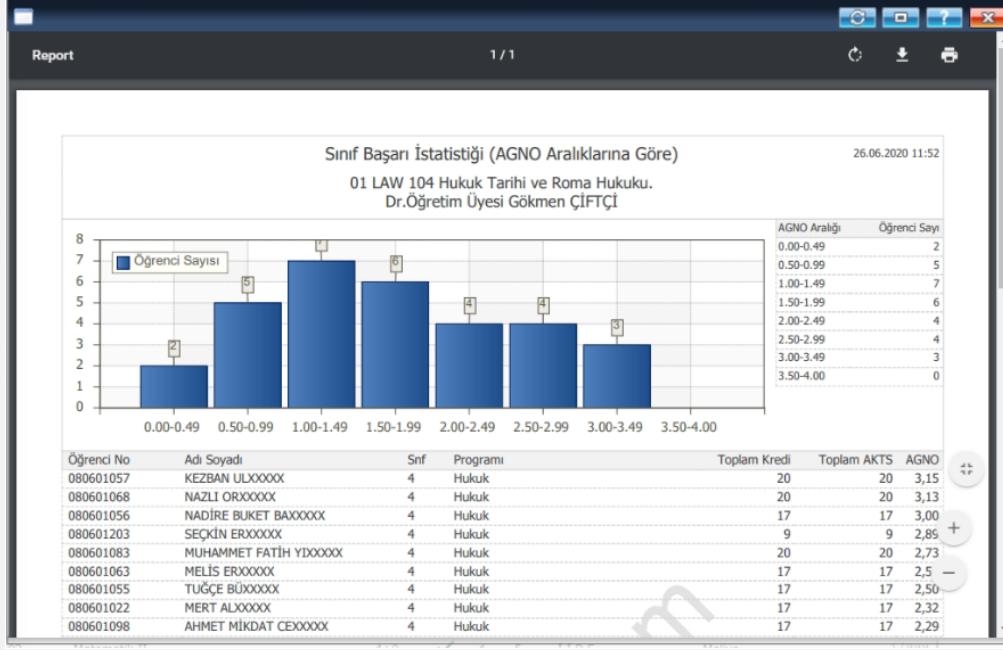 Report
1 / 1
Sınıf Başarı İstatistiği (AGNO Aralıklarına Göre)
26.06.2020 11:52
01 LAW 104 Hukuk Tarihi ve Roma Hukuku.
Dr.Öğretim Üyesi Gökmen ÇİFTÇİ
8
7
6
5
4
3
2
1
0
Öğrenci Sayısı
2
5
7
6
4
4
3
0.00-0.49 0.50-0.99 1.00-1.49 1.50-1.99 2.00-2.49 2.50-2.99 3.00-3.49 3.50-4.00
AGNO Aralığı Öğrenci Sayı
0.00-0.49 2
0.50-0.99 5
1.00-1.49 7
1.50-1.99 6
2.00-2.49 4
2.50-2.99 4
3.00-3.49 3
3.50-4.00 0
Öğrenci No Adı Soyadı Snf Programı Toplam Kredi Toplam AKTS AGNO
080601057 KEZBAN ULXXXXX 4 Hukuk 20 20 3,15
080601068 NAZLI ORXXXXX 4 Hukuk 20 20 3,13
080601056 NADİRE BUKET BAXXXXX 4 Hukuk 17 17 3,00
080601203 SEÇKİN ERXXXXX 4 Hukuk 9 9 2,89
080601083 MUHAMMET FATİH YIXXXXX 4 Hukuk 20 20 2,73
080601063 MELİS ERXXXXX 4 Hukuk 17 17 2,5
080601055 TUĞÇE BÜXXXXX 4 Hukuk 17 17 2,50
080601022 MERT ALXXXXX 4 Hukuk 17 17 2,32
080601098 AHMET MİKDAT CEXXXXX 4 Hukuk 17 17 2,29